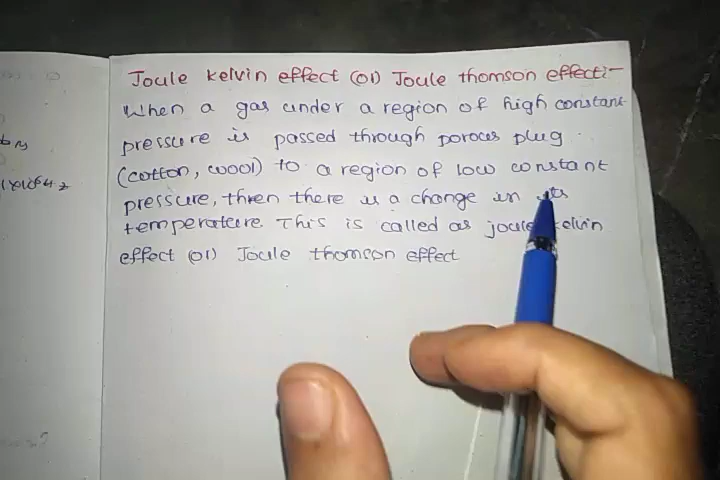 Joule kelvin effect (or) Joule thomson effect:-
When a gas under a region of high constant
pressure is passed through porous plug
(cotton, wool) to a region of low constant
pressure, then there is a change in its
temperature. This is called as joule kelvin
effect (or) Joule thomson effect